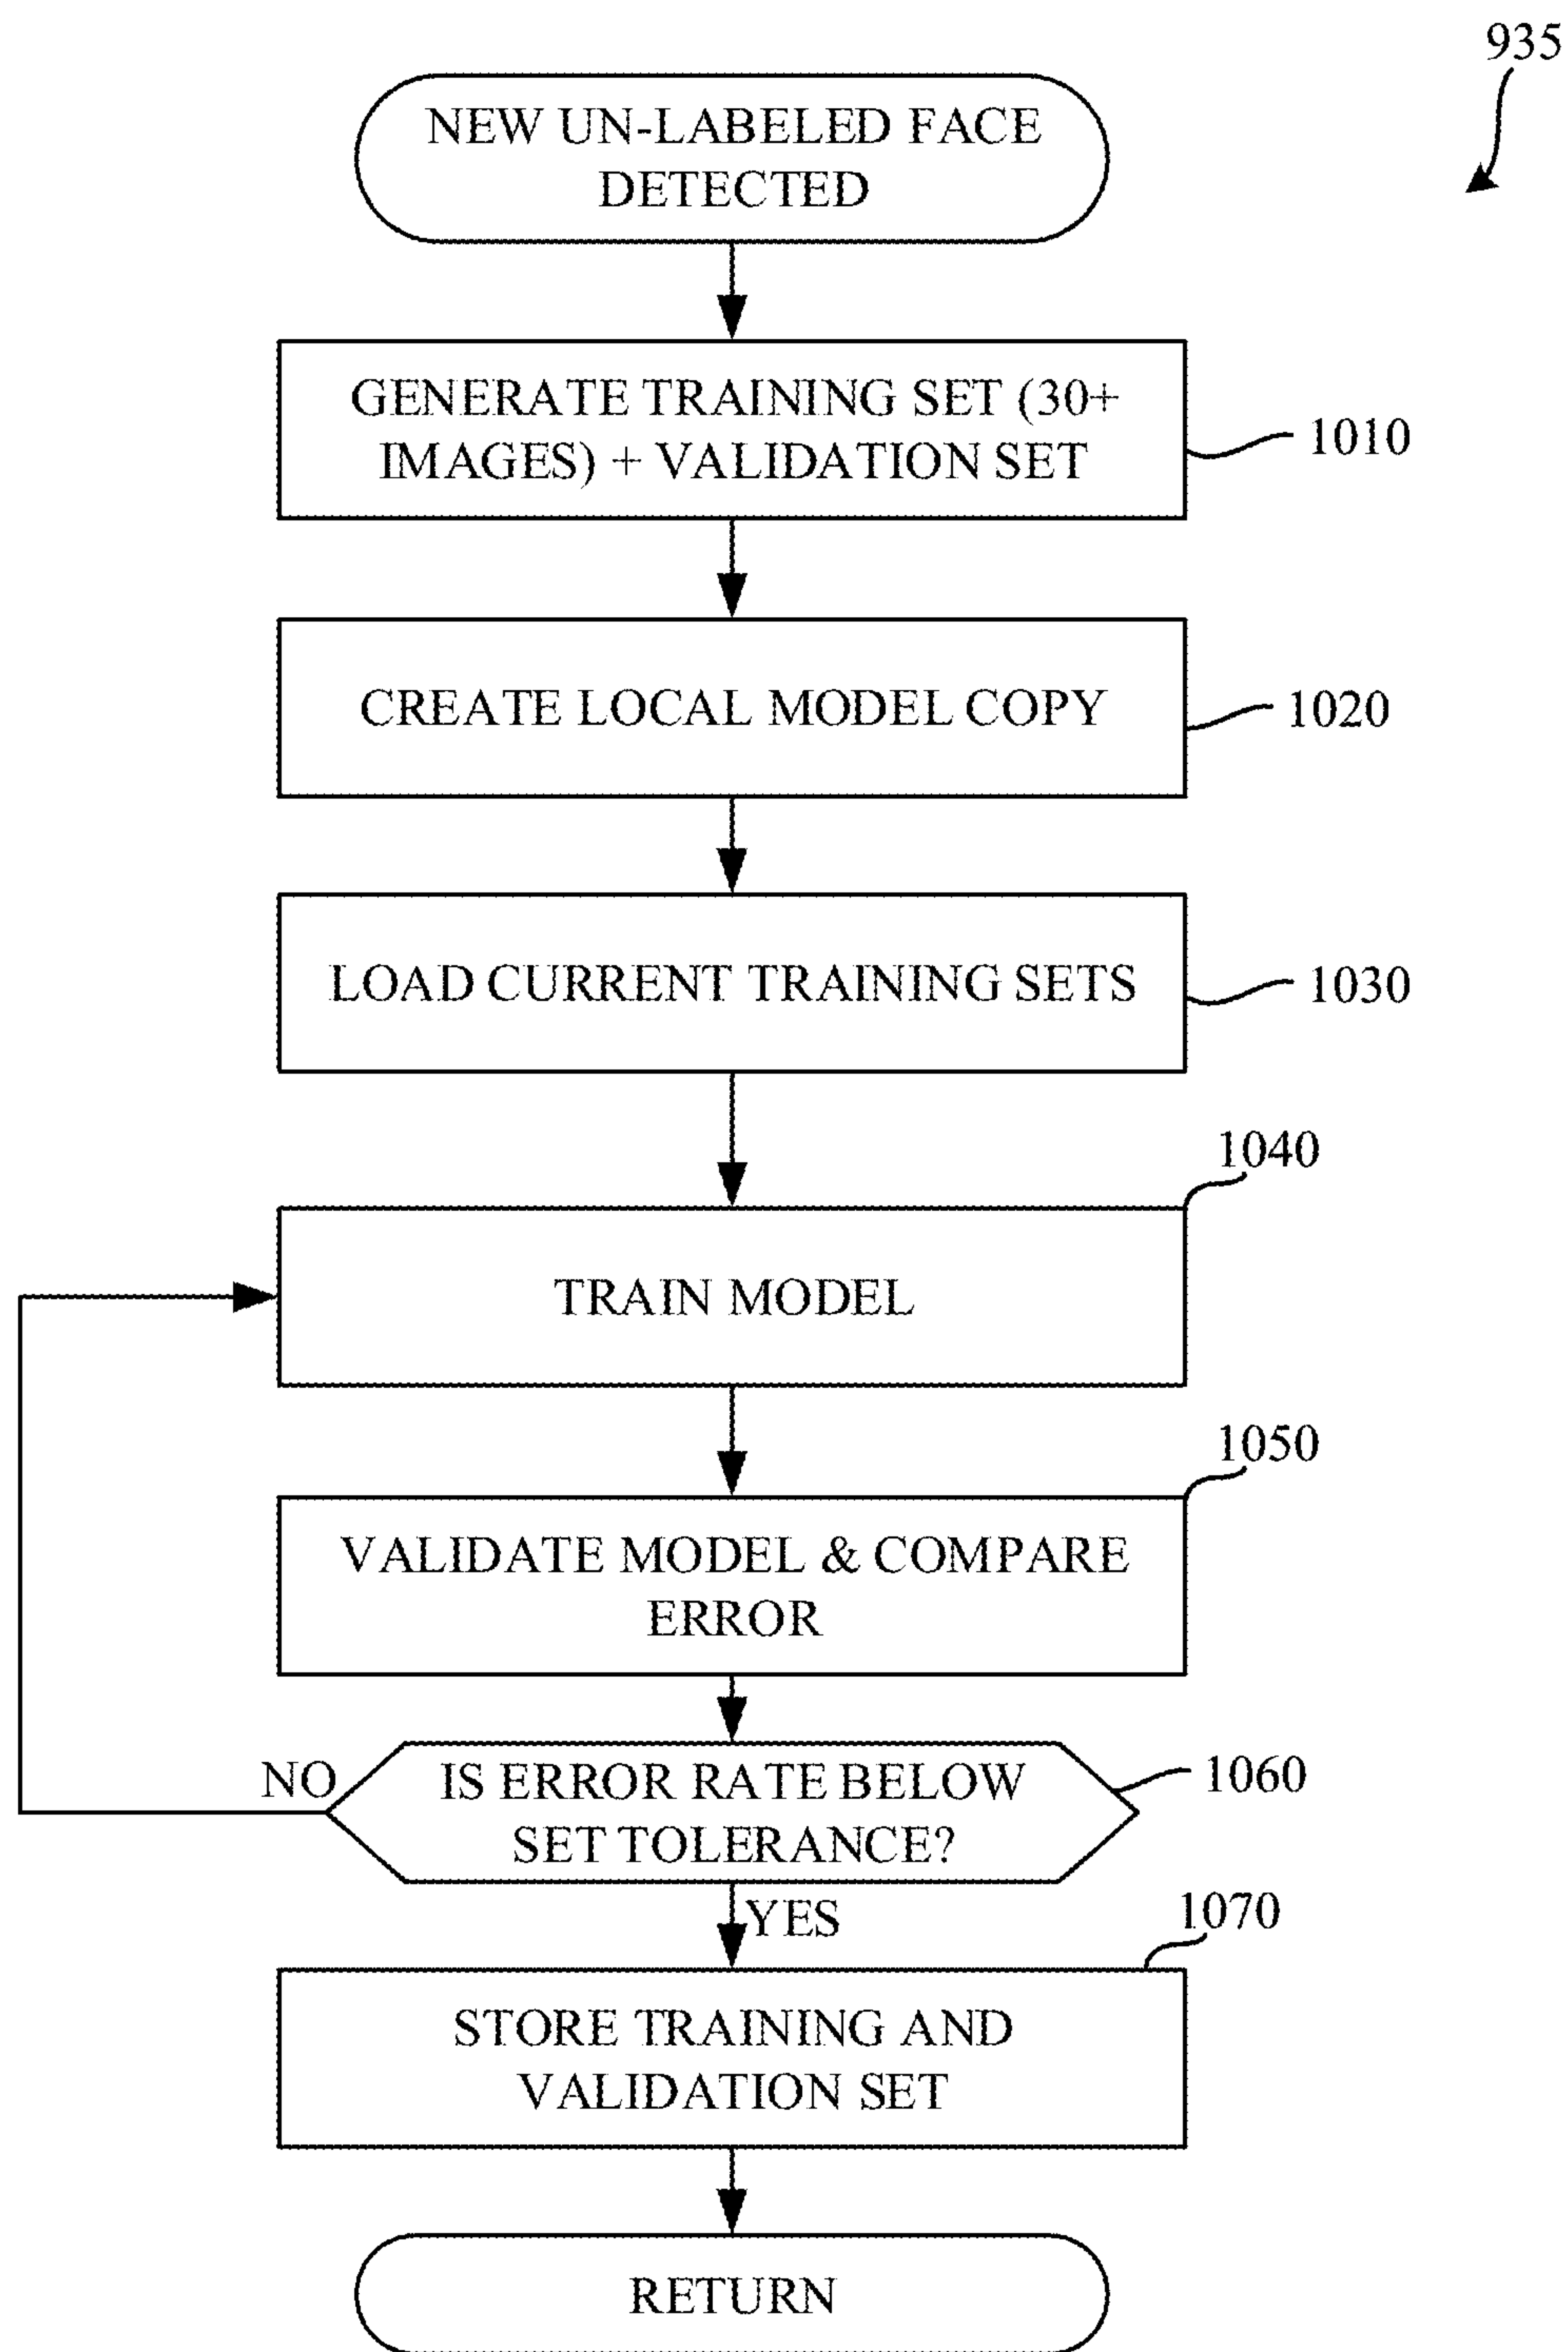 935
NEW UN-LABELED FACE
DETECTED
GENERATE TRAINING SET (30+
IMAGES) + VALIDATION SET
1010
CREATE LOCAL MODEL COPY
1020
LOAD CURRENT TRAINING SETS
1030
1040
TRAIN MODEL
1050
VALIDATE MODEL & COMPARE
ERROR
NO
IS ERROR RATE BELOW
SET TOLERANCE?
1060
YES
1070
STORE TRAINING AND
VALIDATION SET
RETURN